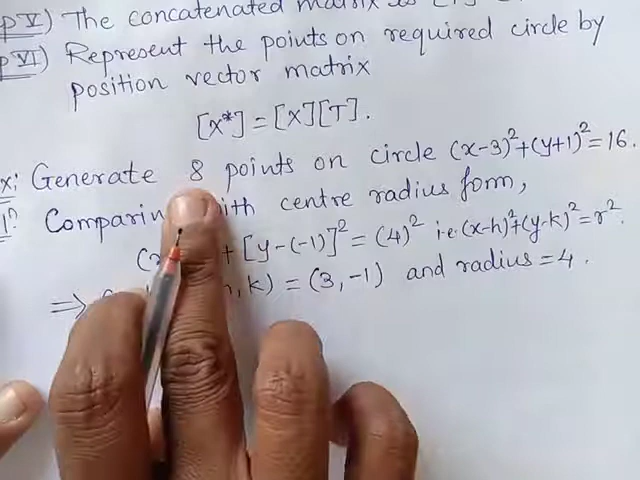 p V) The concatenated matrix is [T]
p VI) Represent the points on required circle by
position vector matrix
[x*] = [x][T].
x: Generate 8 points on circle (x-3)²+(y+1)²=16.
Comparin ith centre radius form,
+ [y-(-1)]² = (4)² i.e. (x-h)²+(y-k)²=r².
⇒ , k) = (3, -1) and radius = 4.